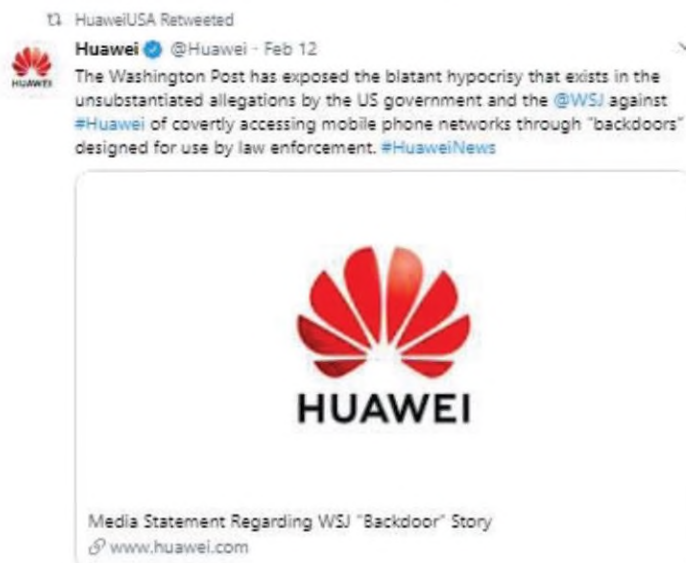 HuaweiUSA Retweeted
Huawei @Huawei - Feb 12
HUAWEI
The Washington Post has exposed the blatant hypocrisy that exists in the
unsubstantiated allegations by the US government and the @WSJ against
#Huawei of covertly accessing mobile phone networks through "backdoors"
designed for use by law enforcement. #HuaweiNews
HUAWEI
Media Statement Regarding WSJ "Backdoor" Story
www.huawei.com